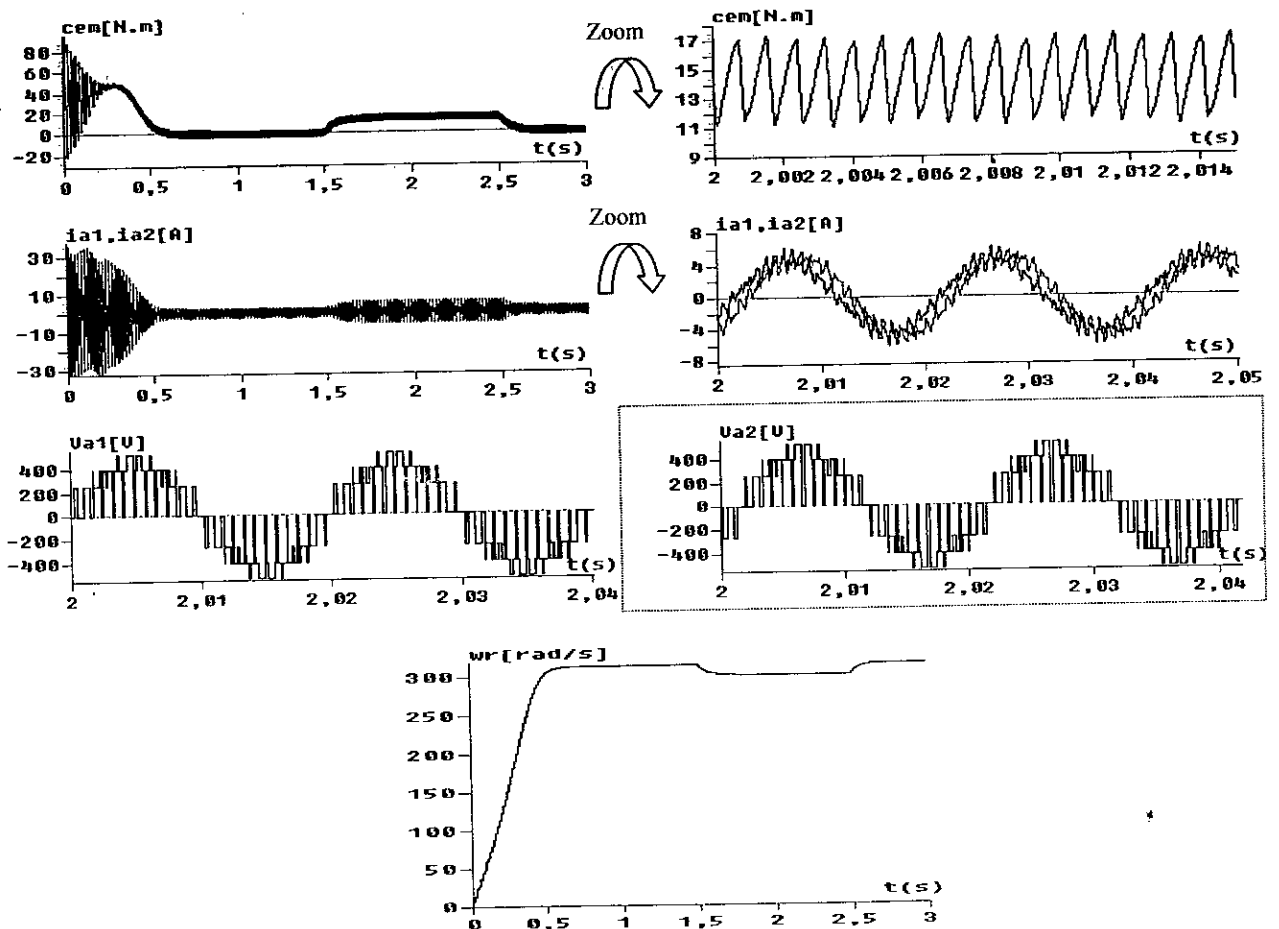 cem[N.m]
80
60
40
20
0
-20
t(s)
0 0,5 1 1,5 2 2,5 3
Zoom
cem[N.m]
17
15
13
11
9
t(s)
2 2,002 2,004 2,006 2,008 2,01 2,012 2,014
ia1,ia2[A]
30
10
-10
-30
t(s)
0 0,5 1 1,5 2 2,5 3
Zoom
ia1,ia2[A]
8
4
0
-4
-8
t(s)
2 2,01 2,02 2,03 2,04 2,05
Va1[V]
400
200
0
-200
-400
t(s)
2 2,01 2,02 2,03 2,04
Va2[V]
400
200
0
-200
-400
t(s)
2 2,01 2,02 2,03 2,04
wr[rad/s]
300
250
200
150
100
50
0
t(s)
0 0,5 1 1,5 2 2,5 3